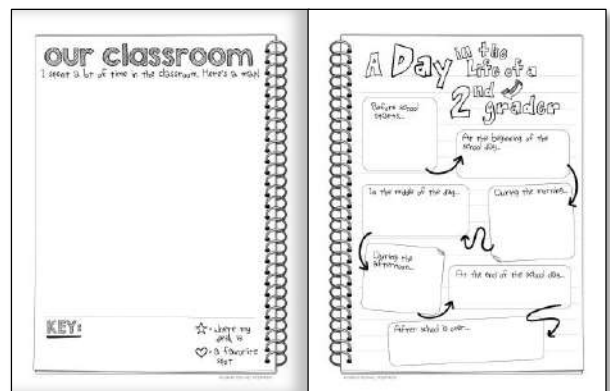 our classroom
I spent a lot of time in the classroom. Here's a map!
KEY:
☆ = where my
desk is
♡ = a favorite
spot
A Day in the
Life of a
2nd grader
Before school
starts...
At the beginning of the
school day...
In the middle of the day...
During the morning...
During the
afternoon...
At the end of the school day...
After school is over...